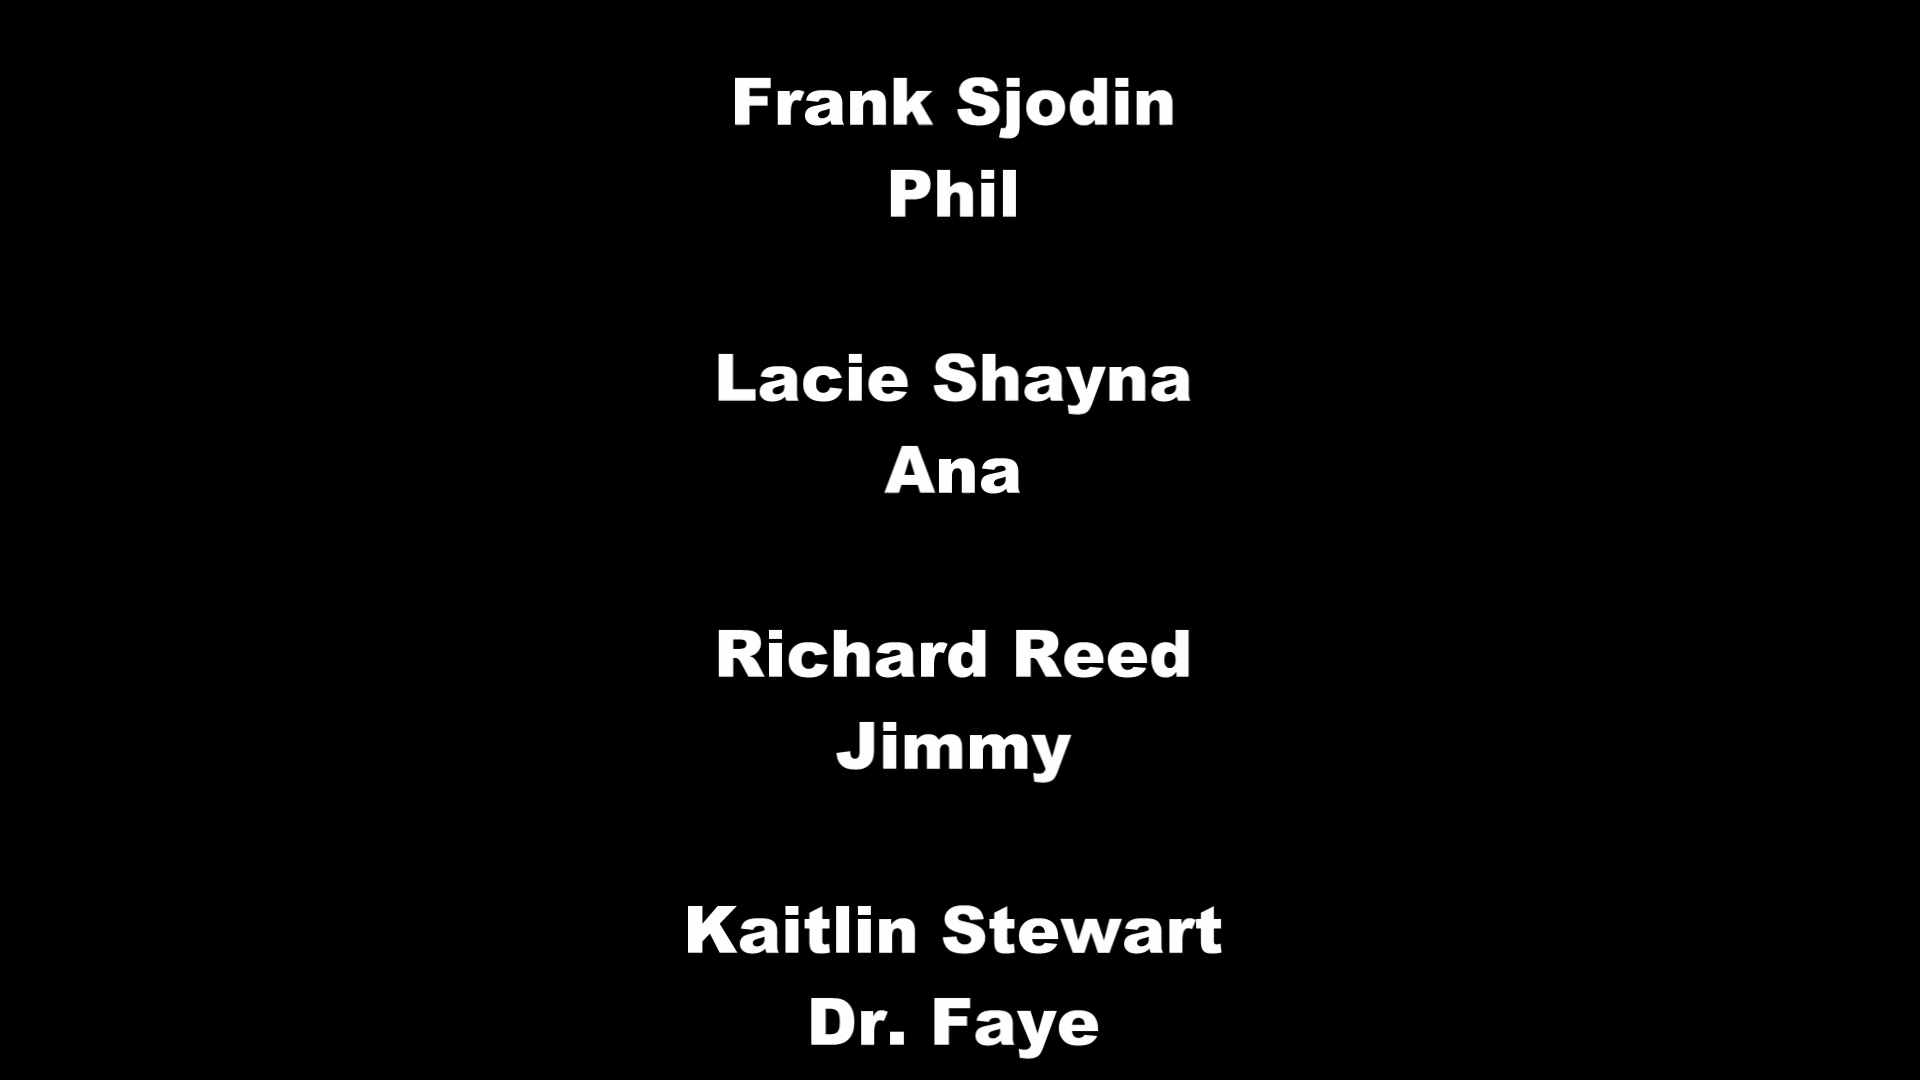 Frank Sjodin
Phil
Lacie Shayna
Ana
Richard Reed
Jimmy
Kaitlin Stewart
Dr. Faye